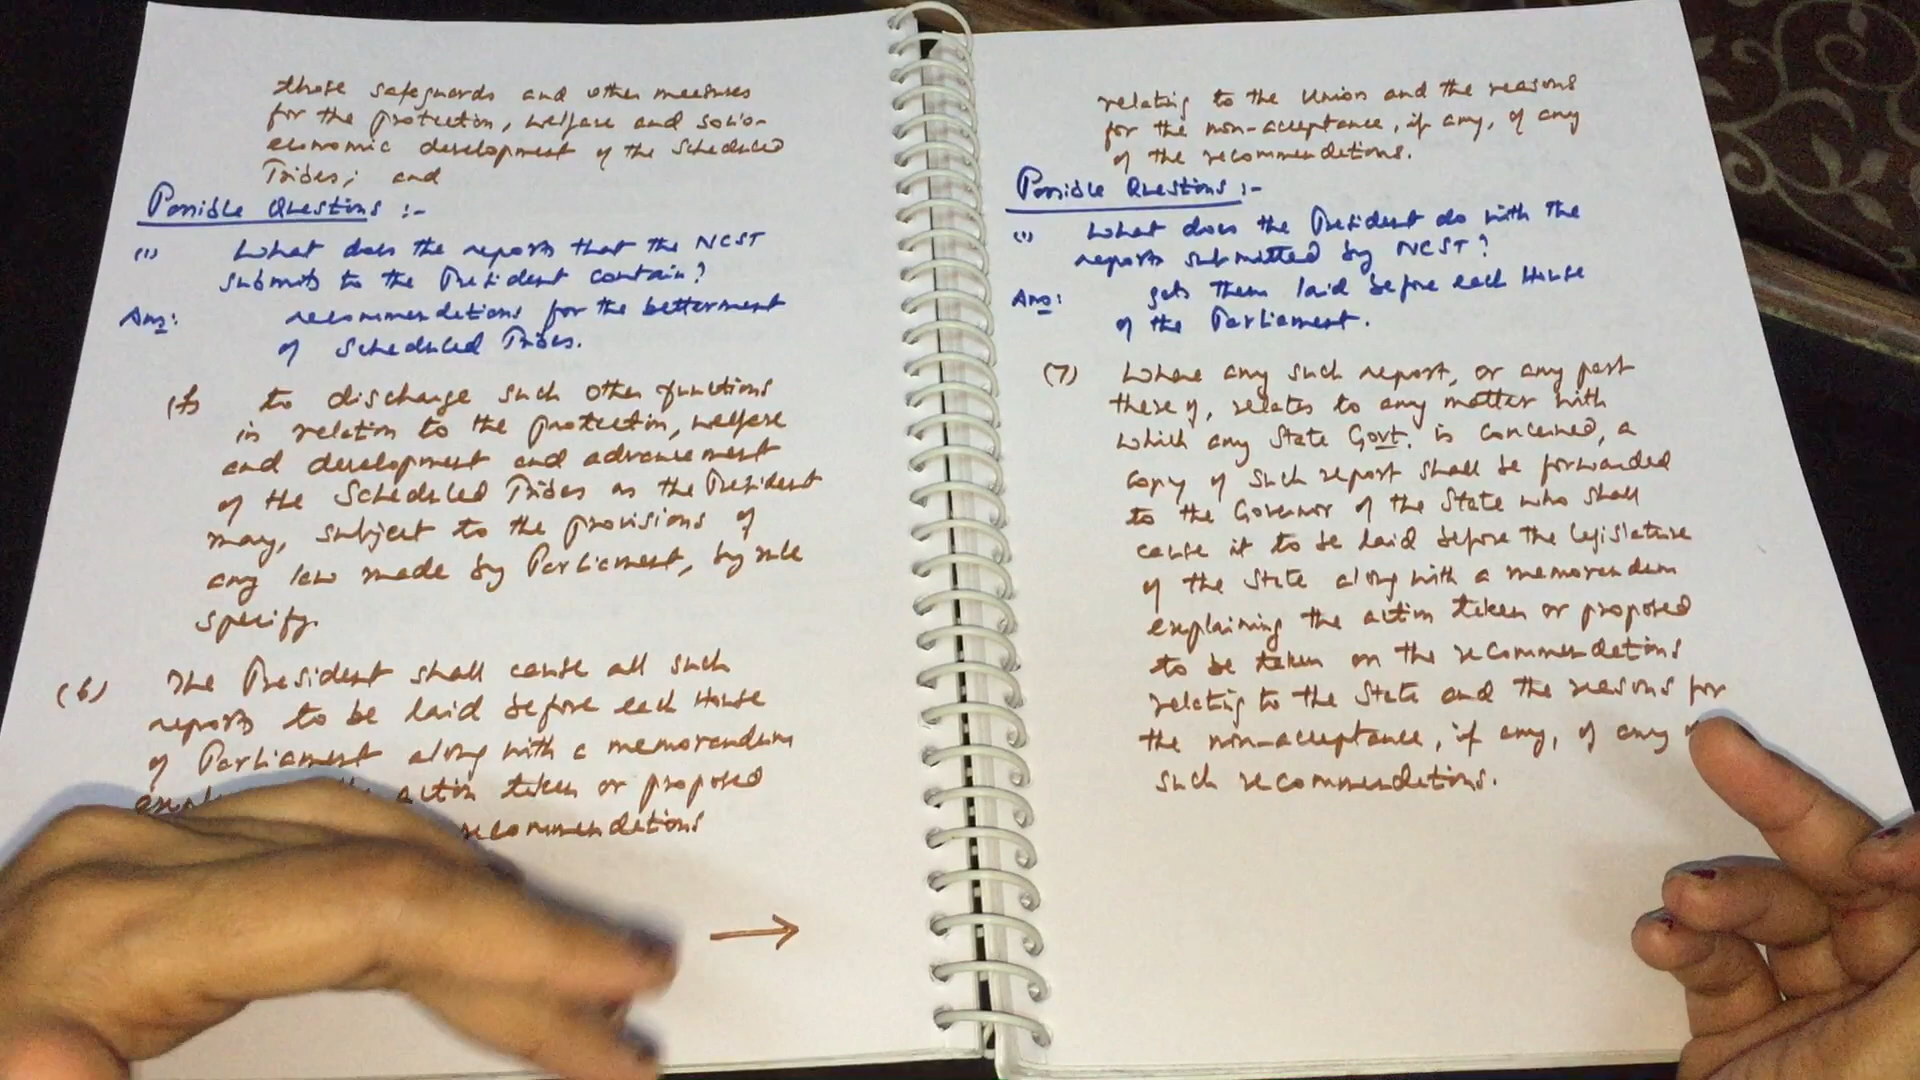 those safeguards and other measures
for the protection, welfare and socio-
economic development of the Scheduled
Tribes; and
Possible Questions :-
(1) What does the reports that the NCST
submits to the President contain?
Ans: recommendations for the betterment
of Scheduled Tribes.
(f) to discharge such other functions
in relation to the protection, welfare
and development and advancement
of the Scheduled Tribes as the President
may, subject to the provisions of
any law made by Parliament, by rule
specify.
(6) The President shall cause all such
reports to be laid before each House
of Parliament along with a memorandum
action taken or proposed
recommendations
→
relating to the Union and the reasons
for the non-acceptance, if any, of any
of the recommendations.
Possible Questions :-
(1) What does the President do with the
reports submitted by NCST?
Ans: gets them laid before each House
of the Parliament.
(7) Where any such report, or any part
thereof, relates to any matter with
which any State Govt. is concerned, a
copy of such report shall be forwarded
to the Governor of the State who shall
cause it to be laid before the legislature
of the State along with a memorandum
explaining the action taken or proposed
to be taken on the recommendations
relating to the State and the reasons for
the non-acceptance, if any, of any
such recommendations.